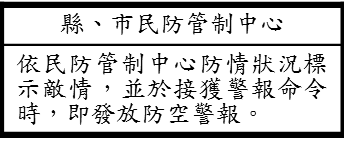 縣、市民防管制中心
依民防管制中心防情狀況標
示敵情，並於接獲警報命令
時，即發放防空警報。